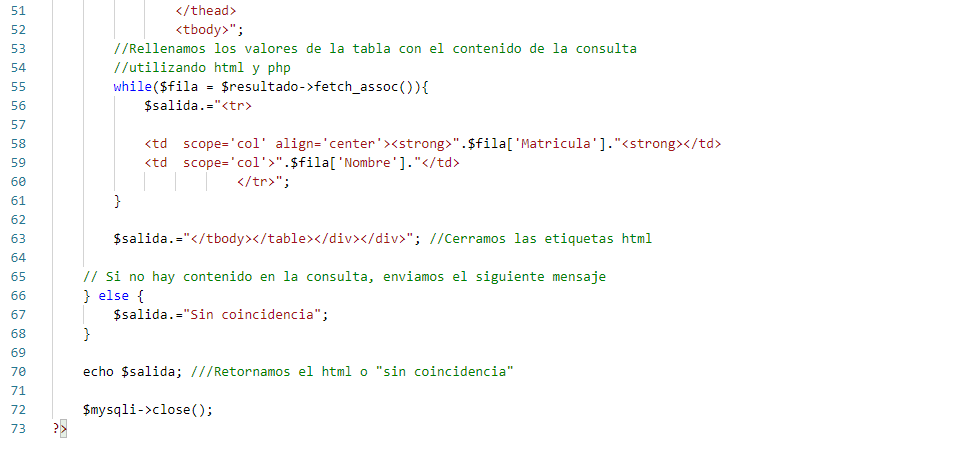 51 </thead>
52 <tbody>";
53 //Rellenamos los valores de la tabla con el contenido de la consulta
54 //utilizando html y php
55 while($fila = $resultado->fetch_assoc()){
56 $salida.="<tr>
57
58 <td  scope='col' align='center'><strong>".$fila['Matricula']."<strong></td>
59 <td  scope='col'>".$fila['Nombre']."</td>
60 </tr>";
61 }
62
63 $salida.="</tbody></table></div></div>"; //Cerramos las etiquetas html
64
65 // Si no hay contenido en la consulta, enviamos el siguiente mensaje
66 } else {
67 $salida.="Sin coincidencia";
68 }
69
70 echo $salida; ///Retornamos el html o "sin coincidencia"
71
72 $mysqli->close();
73 ?>